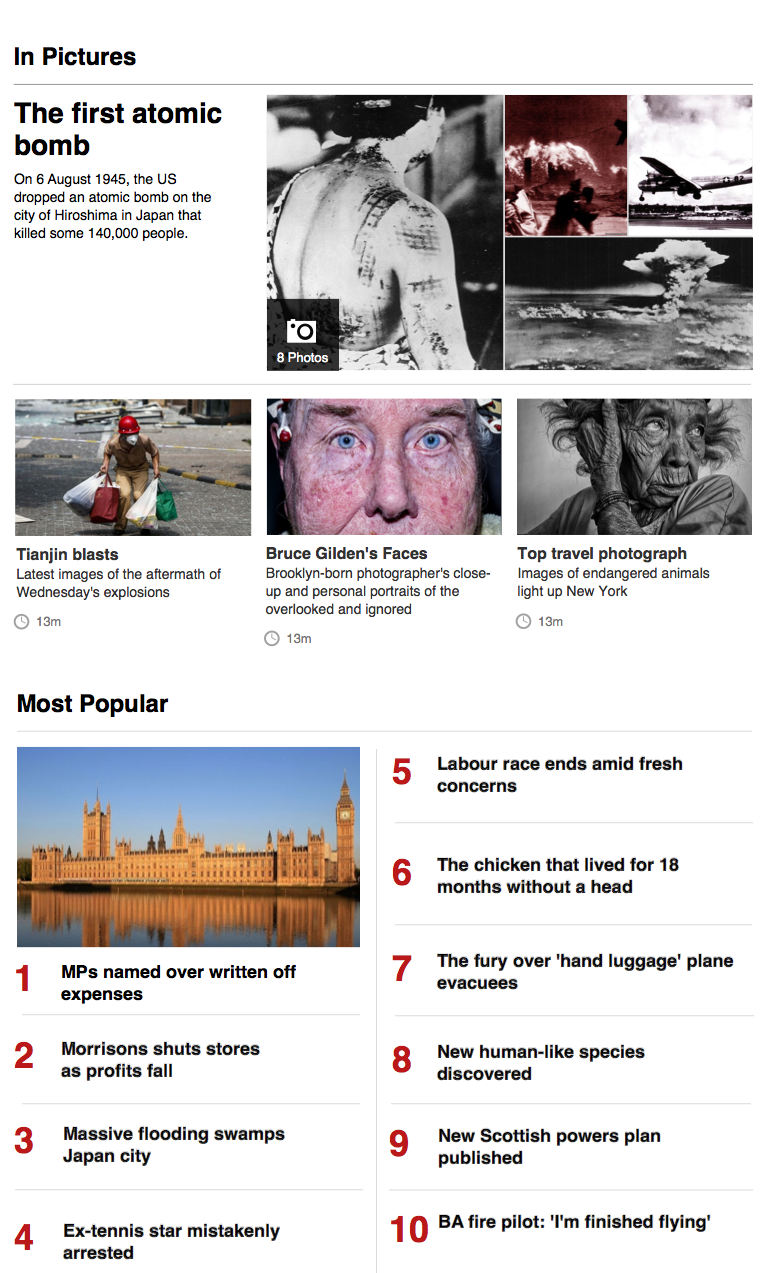 In Pictures
The first atomic
bomb
On 6 August 1945, the US
dropped an atomic bomb on the
city of Hiroshima in Japan that
killed some 140,000 people.
8 Photos
82
Tianjin blasts
Latest images of the aftermath of
Wednesday's explosions
13m
Bruce Gilden's Faces
Brooklyn-born photographer's close-
up and personal portraits of the
overlooked and ignored
13m
Top travel photograph
Images of endangered animals
light up New York
13m
Most Popular
1
MPs named over written off
expenses
2
Morrisons shuts stores
as profits fall
3
Massive flooding swamps
Japan city
4
Ex-tennis star mistakenly
arrested
5
Labour race ends amid fresh
concerns
6
The chicken that lived for 18
months without a head
7
The fury over 'hand luggage' plane
evacuees
8
New human-like species
discovered
9
New Scottish powers plan
published
10
BA fire pilot: 'I'm finished flying'